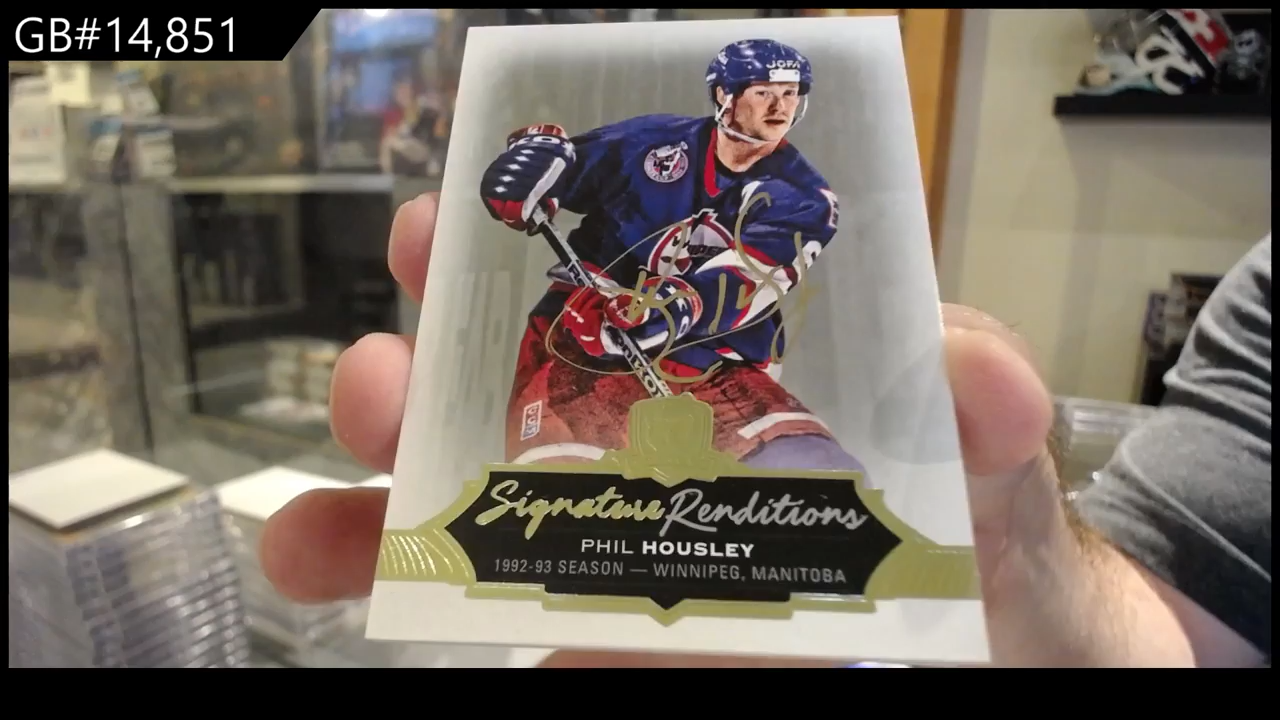 GB#14,851
JOFA
Signature Renditions
PHIL HOUSLEY
1992-93 SEASON — WINNIPEG, MANITOBA